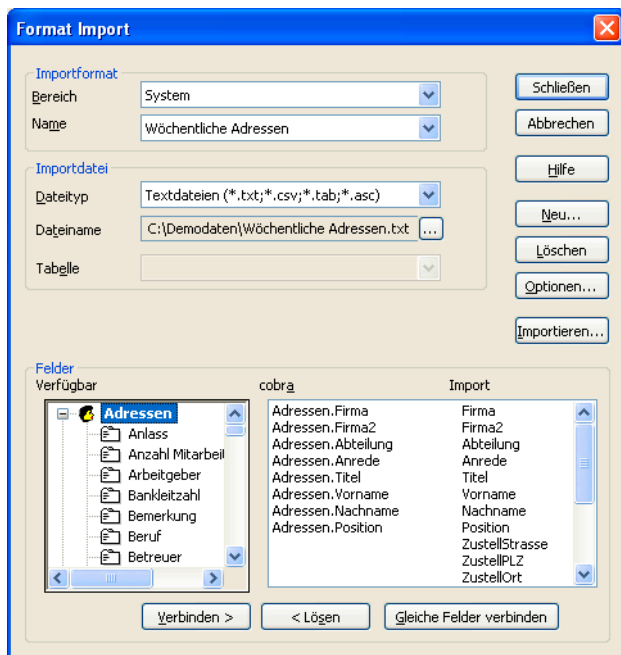 Format Import
Importformat
Bereich
System
Name
Wöchentliche Adressen
Importdatei
Dateityp
Textdateien (*.txt;*.csv;*.tab;*.asc)
Dateiname
C:\Demodaten\Wöchentliche Adressen.txt
...
Tabelle
Schließen
Abbrechen
Hilfe
Neu...
Löschen
Optionen...
Importieren...
Felder
Verfügbar
Adressen
Anlass
Anzahl Mitarbeit
Arbeitgeber
Bankleitzahl
Bemerkung
Beruf
Betreuer
cobra Import
Adressen.Firma Firma
Adressen.Firma2 Firma2
Adressen.Abteilung Abteilung
Adressen.Anrede Anrede
Adressen.Titel Titel
Adressen.Vorname Vorname
Adressen.Nachname Nachname
Adressen.Position Position
ZustellStrasse
ZustellPLZ
ZustellOrt
Verbinden >
< Lösen
Gleiche Felder verbinden